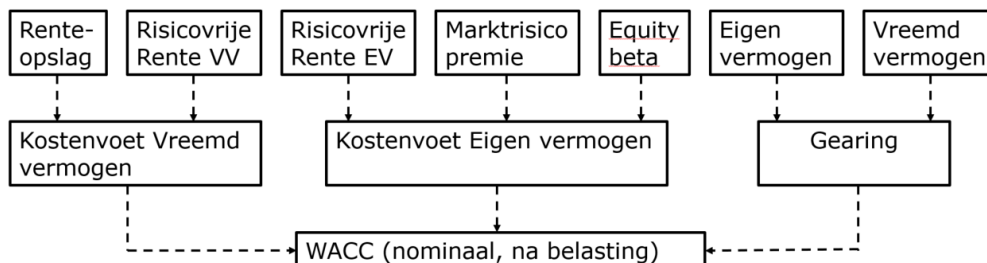 Rente-
opslag
Risicovrije
Rente VV
Risicovrije
Rente EV
Marktrisico
premie
Equity
beta
Eigen
vermogen
Vreemd
vermogen
Kostenvoet Vreemd
vermogen
Kostenvoet Eigen vermogen
Gearing
WACC (nominaal, na belasting)